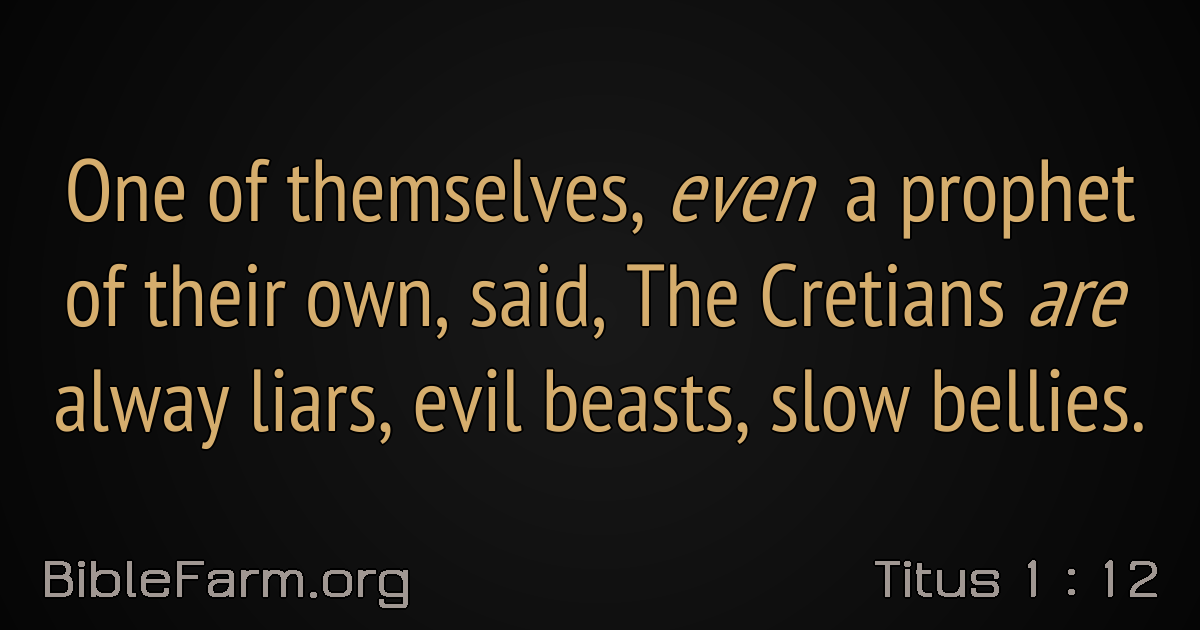 One of themselves, even a prophet
of their own, said, The Cretians are
alway liars, evil beasts, slow bellies.
BibleFarm.org
Titus 1 : 12